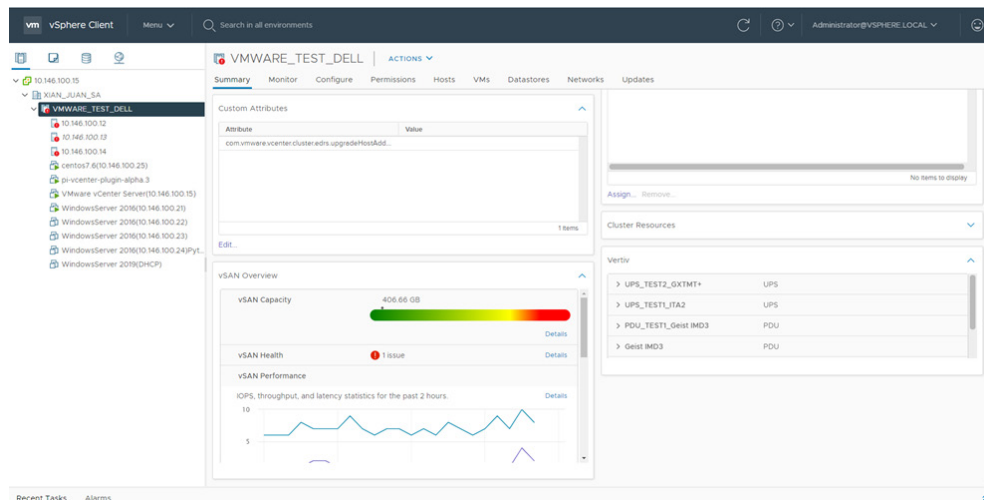 vm vSphere Client Menu Search in all environments Administrator@VSPHERE.LOCAL
10.146.100.15
XIAN_JUAN_SA
VMWARE_TEST_DELL
10.146.100.12
10.146.100.13
10.146.100.14
centos7.6(10.146.100.25)
pi-vcenter-plugin-alpha.3
VMware vCenter Server(10.146.100.15)
WindowsServer 2016(10.146.100.21)
WindowsServer 2016(10.146.100.22)
WindowsServer 2016(10.146.100.23)
WindowsServer 2016(10.146.100.24)Pyt...
WindowsServer 2019(DHCP)
VMWARE_TEST_DELL ACTIONS
Summary Monitor Configure Permissions Hosts VMs Datastores Networks Updates
Custom Attributes
Attribute Value
com.vmware.vcenter.cluster.edrs.upgradeHostAdd...
1 items
Edit...
vSAN Overview
vSAN Capacity 406.66 GB
Details
vSAN Health 1 issue Details
vSAN Performance
IOPS, throughput, and latency statistics for the past 2 hours. Details
10
5
No items to display
Assign... Remove...
Cluster Resources
Vertiv
UPS_TEST2_GXTMT+ UPS
UPS_TEST1_ITA2 UPS
PDU_TEST1_Geist IMD3 PDU
Geist IMD3 PDU
Recent Tasks Alarms